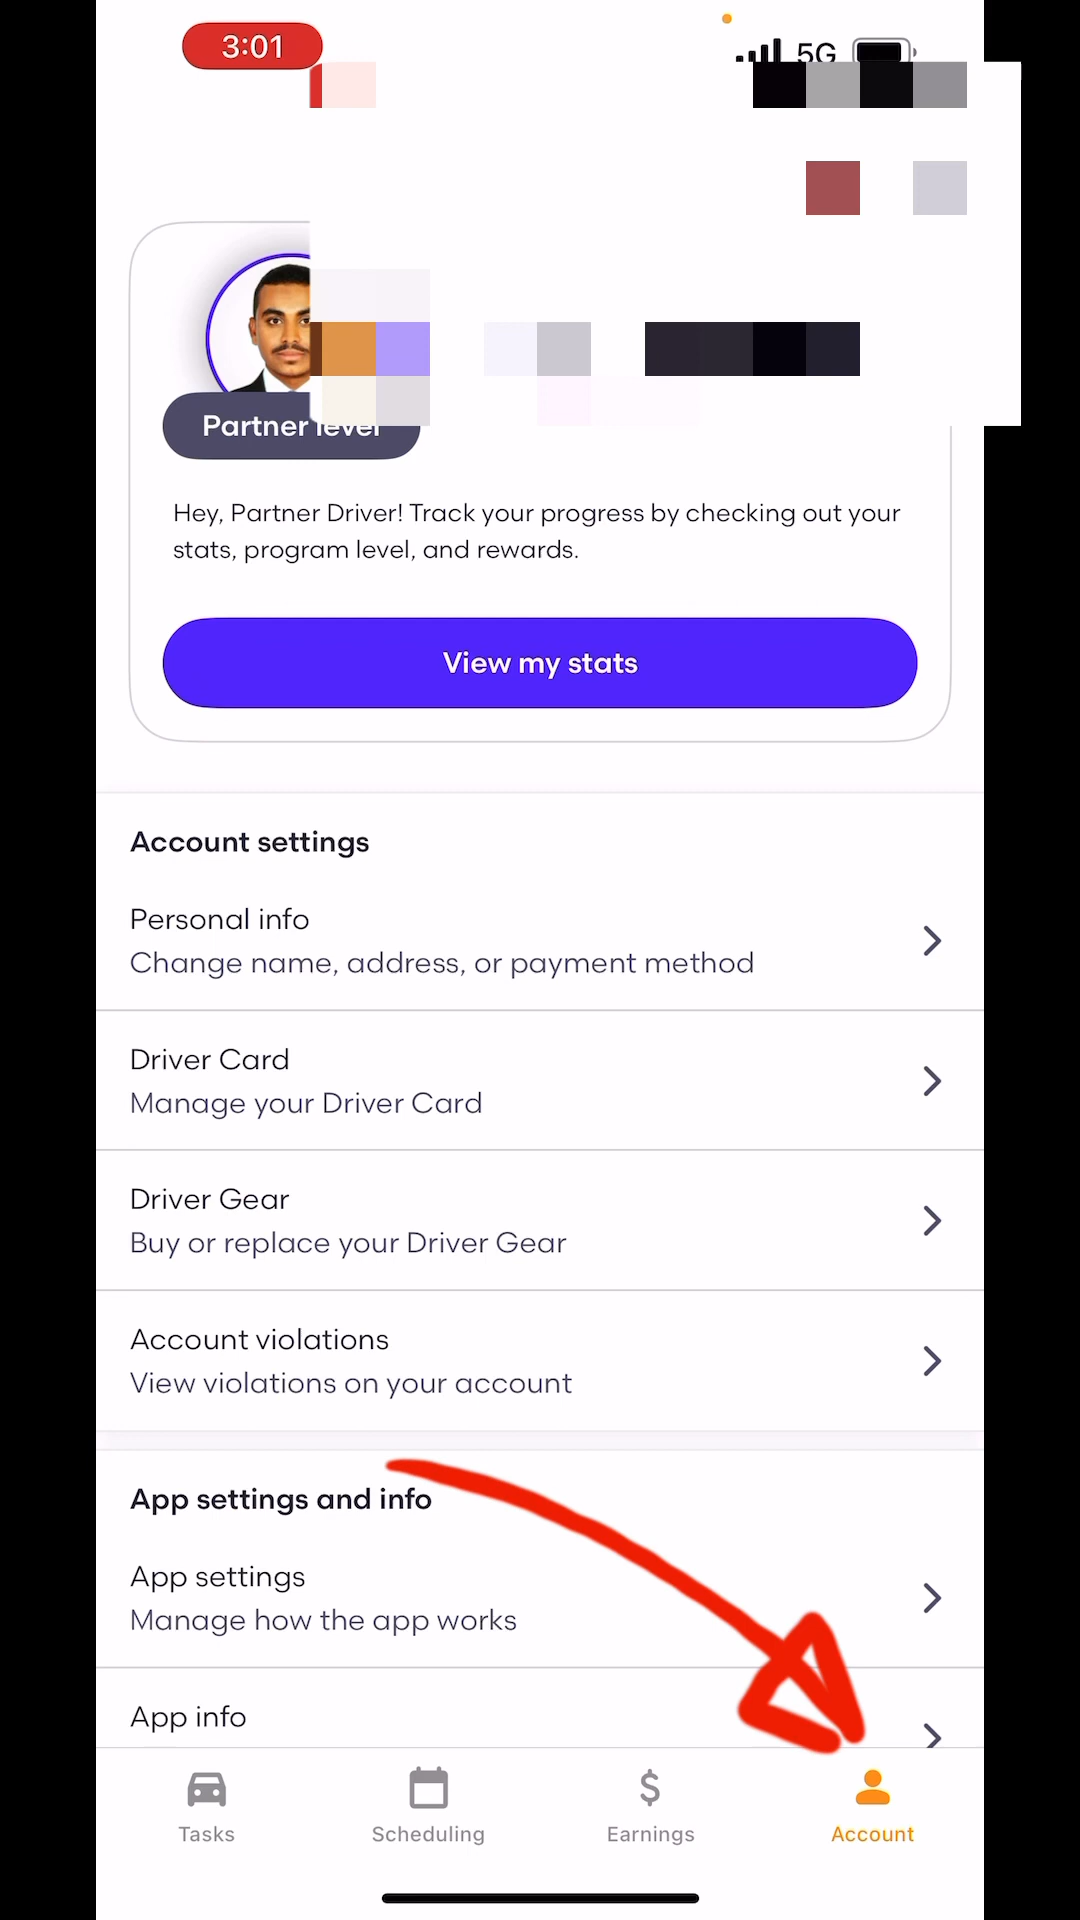 3:01
5G
Partner level
Hey, Partner Driver! Track your progress by checking out your
stats, program level, and rewards.
View my stats
Account settings
Personal info
Change name, address, or payment method
Driver Card
Manage your Driver Card
Driver Gear
Buy or replace your Driver Gear
Account violations
View violations on your account
App settings and info
App settings
Manage how the app works
App info
Tasks
Scheduling
Earnings
Account